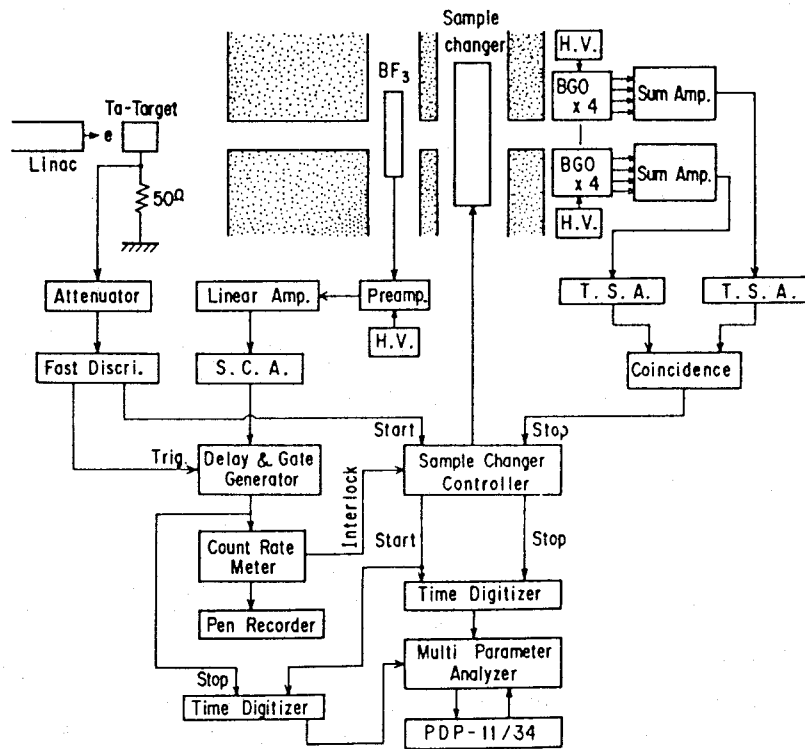 Sample
changer
H.V.
BF3
BGO
x 4
Sum Amp.
Ta-Target
e
Linac
50Ω
BGO
x 4
Sum Amp.
H.V.
Attenuator
Linear Amp.
Preamp.
T. S. A.
T. S. A.
H.V.
Fast Discri.
S. C. A.
Coincidence
Start
Stop
Trig.
Delay & Gate
Generator
Sample Changer
Controller
Interlock
Start
Stop
Count Rate
Meter
Time Digitizer
Pen Recorder
Multi Parameter
Analyzer
Stop
Time Digitizer
PDP-11/34